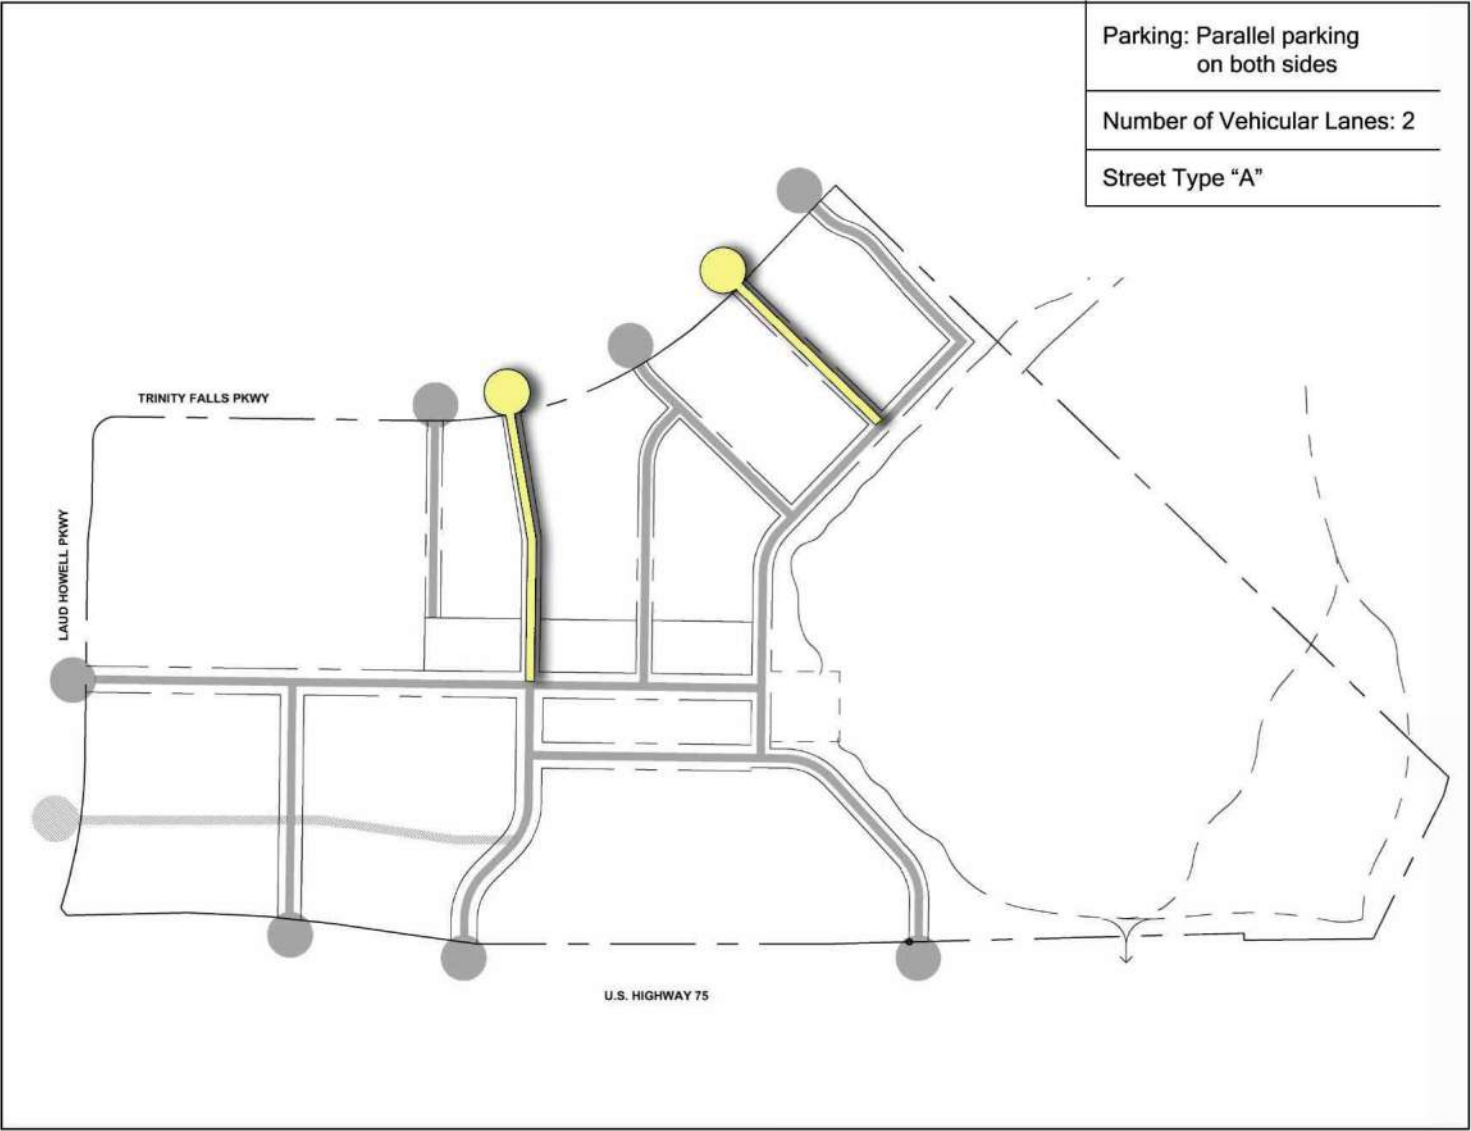 Parking: Parallel parking
on both sides
Number of Vehicular Lanes: 2
Street Type “A”
TRINITY FALLS PKWY
LAUD HOWELL PKWY
U.S. HIGHWAY 75